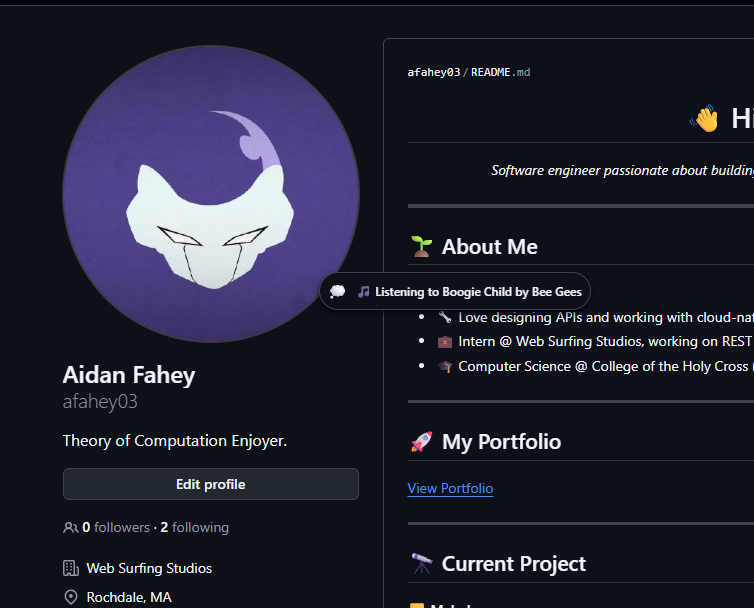 afahey03/README.md
👋 Hi
Software engineer passionate about building
🌱 About Me
💭 🎵 Listening to Boogie Child by Bee Gees
🔧 Love designing APIs and working with cloud-nat
💼 Intern @ Web Surfing Studios, working on REST
🎓 Computer Science @ College of the Holy Cross
Aidan Fahey
afahey03
Theory of Computation Enjoyer.
Edit profile
0 followers · 2 following
Web Surfing Studios
Rochdale, MA
🚀 My Portfolio
View Portfolio
🔭 Current Project